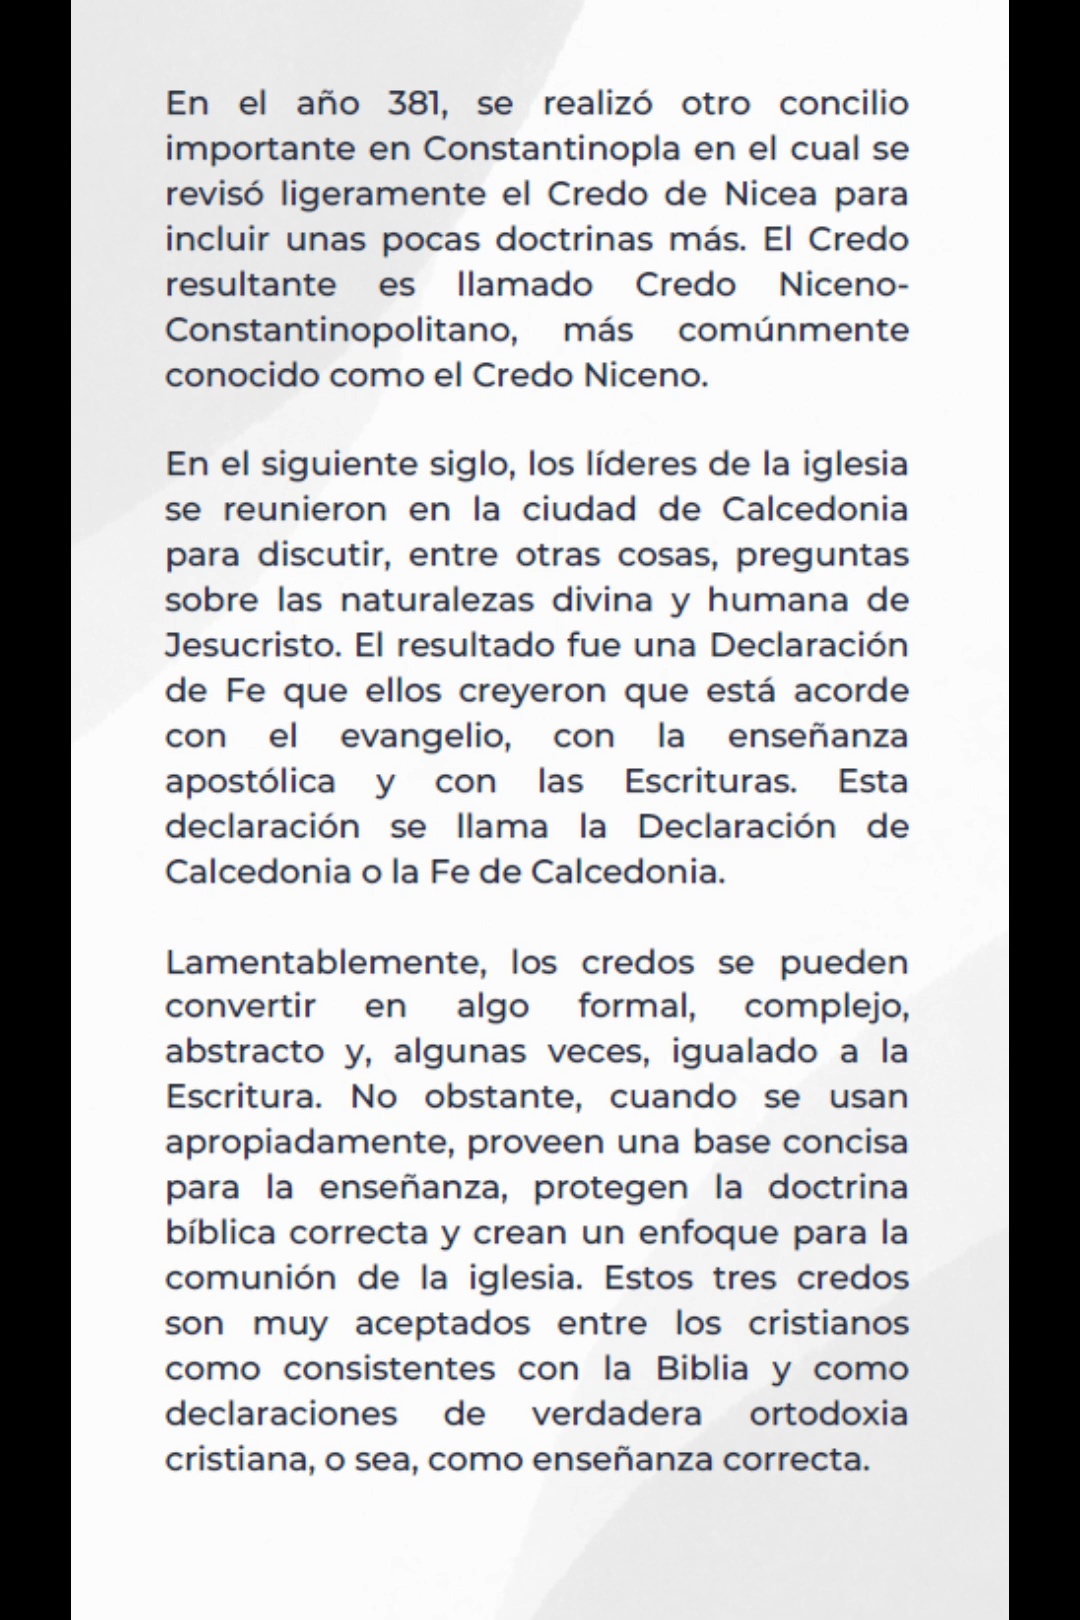 En el año 381, se realizó otro concilio
importante en Constantinopla en el cual se
revisó ligeramente el Credo de Nicea para
incluir unas pocas doctrinas más. El Credo
resultante es llamado Credo Niceno-
Constantinopolitano, más comúnmente
conocido como el Credo Niceno.
En el siguiente siglo, los líderes de la iglesia
se reunieron en la ciudad de Calcedonia
para discutir, entre otras cosas, preguntas
sobre las naturalezas divina y humana de
Jesucristo. El resultado fue una Declaración
de Fe que ellos creyeron que está acorde
con el evangelio, con la enseñanza
apostólica y con las Escrituras. Esta
declaración se llama la Declaración de
Calcedonia o la Fe de Calcedonia.
Lamentablemente, los credos se pueden
convertir en algo formal, complejo,
abstracto y, algunas veces, igualado a la
Escritura. No obstante, cuando se usan
apropiadamente, proveen una base concisa
para la enseñanza, protegen la doctrina
bíblica correcta y crean un enfoque para la
comunión de la iglesia. Estos tres credos
son muy aceptados entre los cristianos
como consistentes con la Biblia y como
declaraciones de verdadera ortodoxia
cristiana, o sea, como enseñanza correcta.